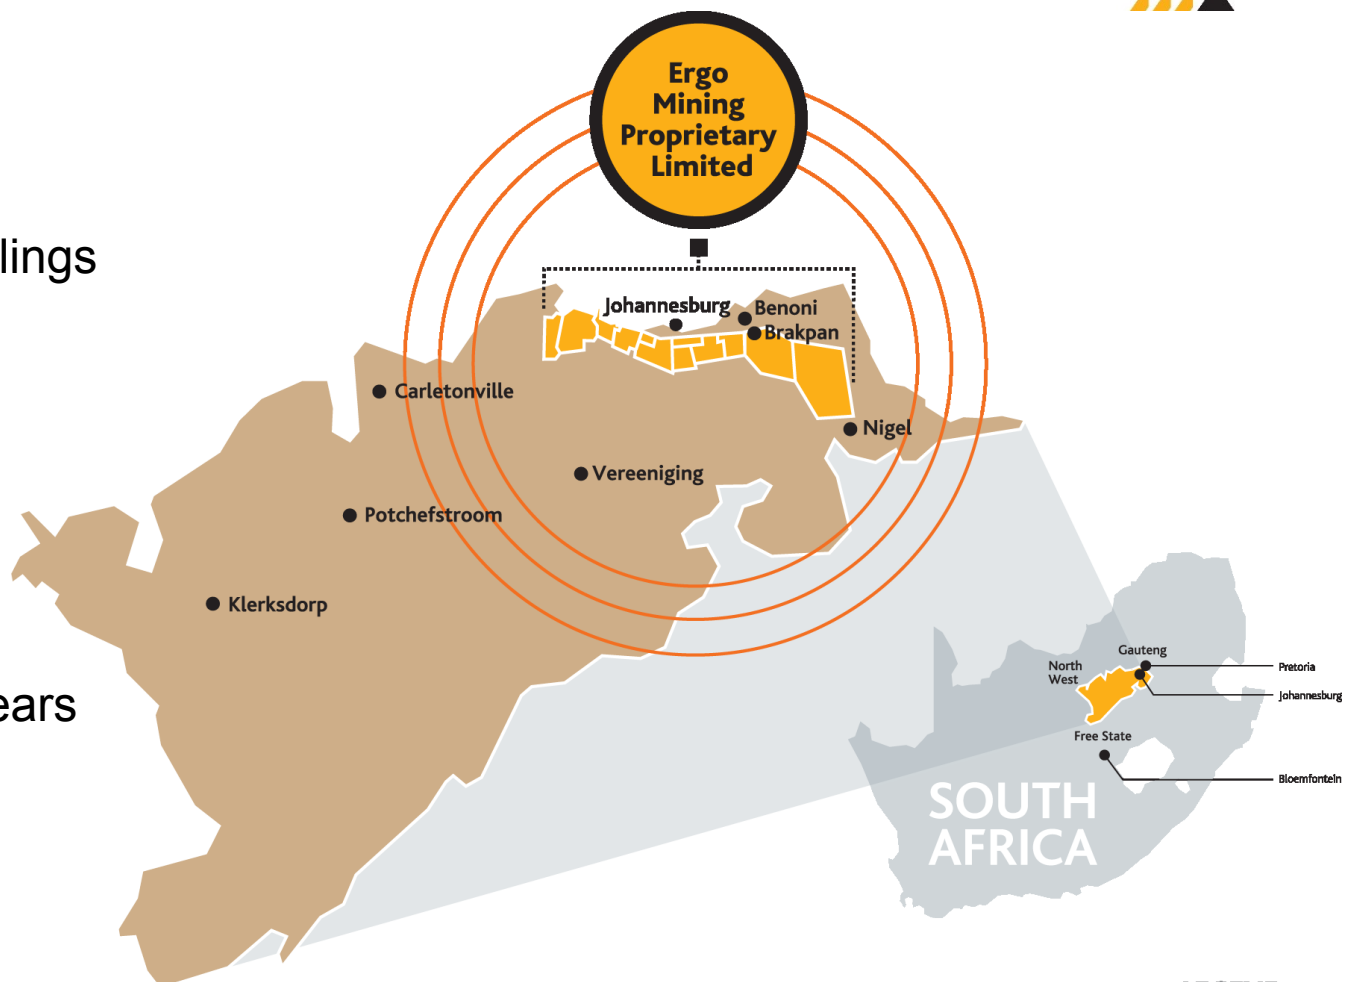 Ergo
Mining
Proprietary
Limited
lings
Johannesburg
Benoni
Brakpan
Carletonville
Nigel
Vereeniging
Potchefstroom
Klerksdorp
ears
Gauteng
North
West
Pretoria
Johannesburg
Free State
Bloemfontein
SOUTH
AFRICA